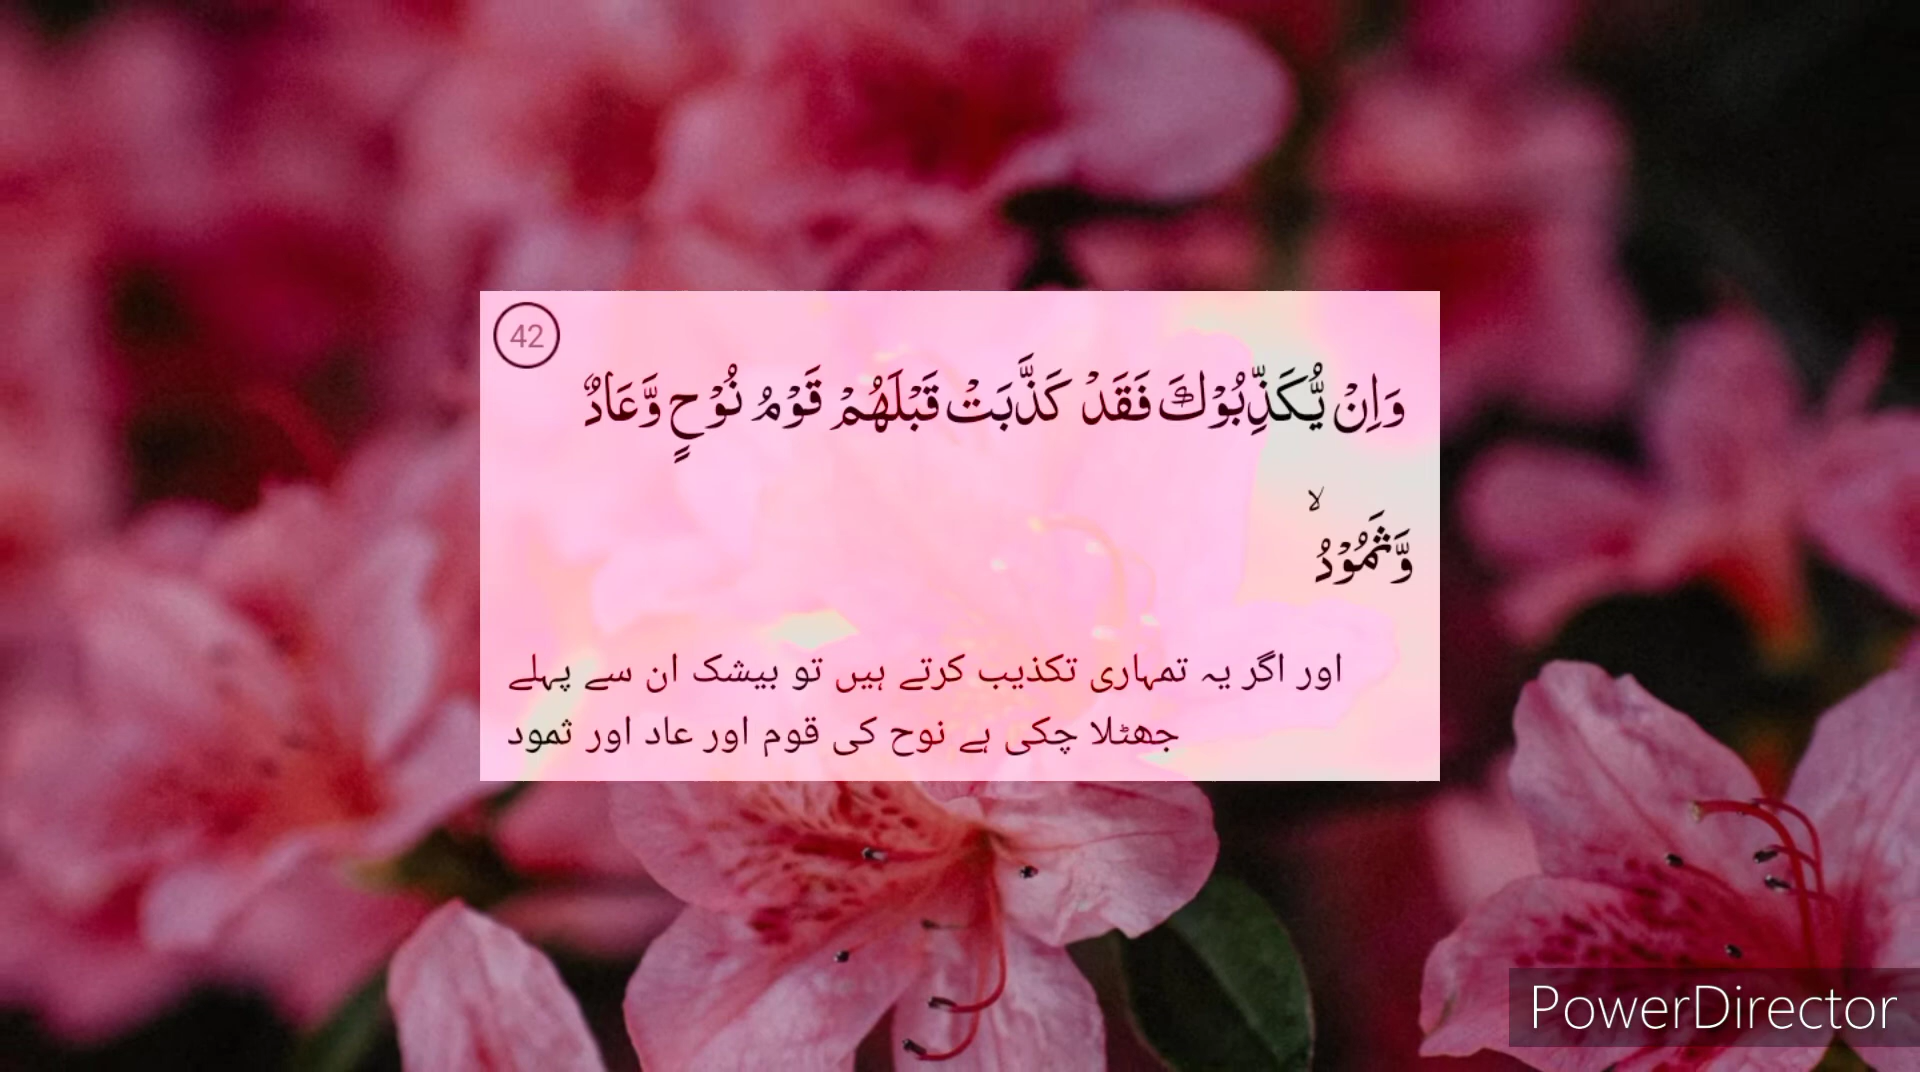 42
وَاِنْ يُّكَذِّبُوْكَ فَقَدْ كَذَّبَتْ قَبْلَهُمْ قَوْمُ نُوْحٍ وَّعَادٌ
وَّثَمُوْدُ ۙ
اور اگر یہ تمہاری تکذیب کرتے ہیں تو بیشک ان سے پہلے
جھٹلا چکی ہے نوح کی قوم اور عاد اور ثمود
PowerDirector